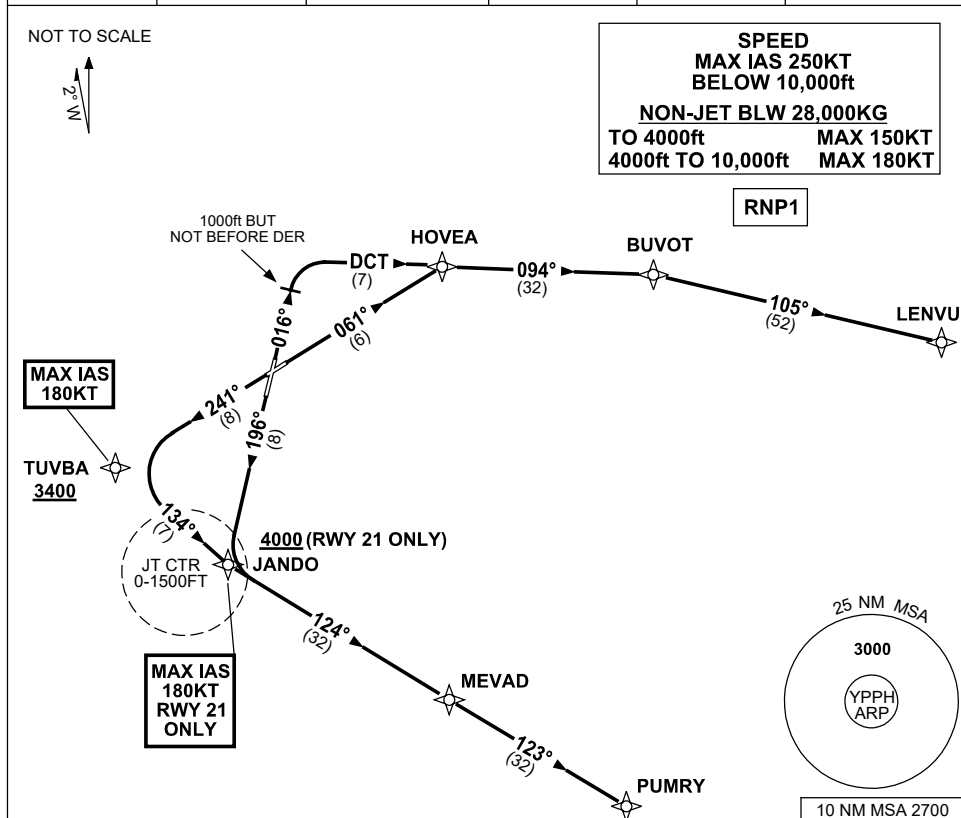 NOT TO SCALE
2° W
SPEED
MAX IAS 250KT
BELOW 10,000ft
NON-JET BLW 28,000KG
TO 4000ft MAX 150KT
4000ft TO 10,000ft MAX 180KT
RNP1
1000ft BUT
NOT BEFORE DER
HOVEA
BUVOT
LENVU
DCT
(7)
094°
(32)
105°
(52)
016°
061°
(6)
MAX IAS
180KT
241°
(8)
196°
(8)
TUVBA
3400
134°
(7)
4000 (RWY 21 ONLY)
JANDO
JT CTR
0-1500FT
124°
(32)
MAX IAS
180KT
RWY 21
ONLY
MEVAD
123°
(32)
PUMRY
25 NM MSA
3000
YPPH
ARP
10 NM MSA 2700